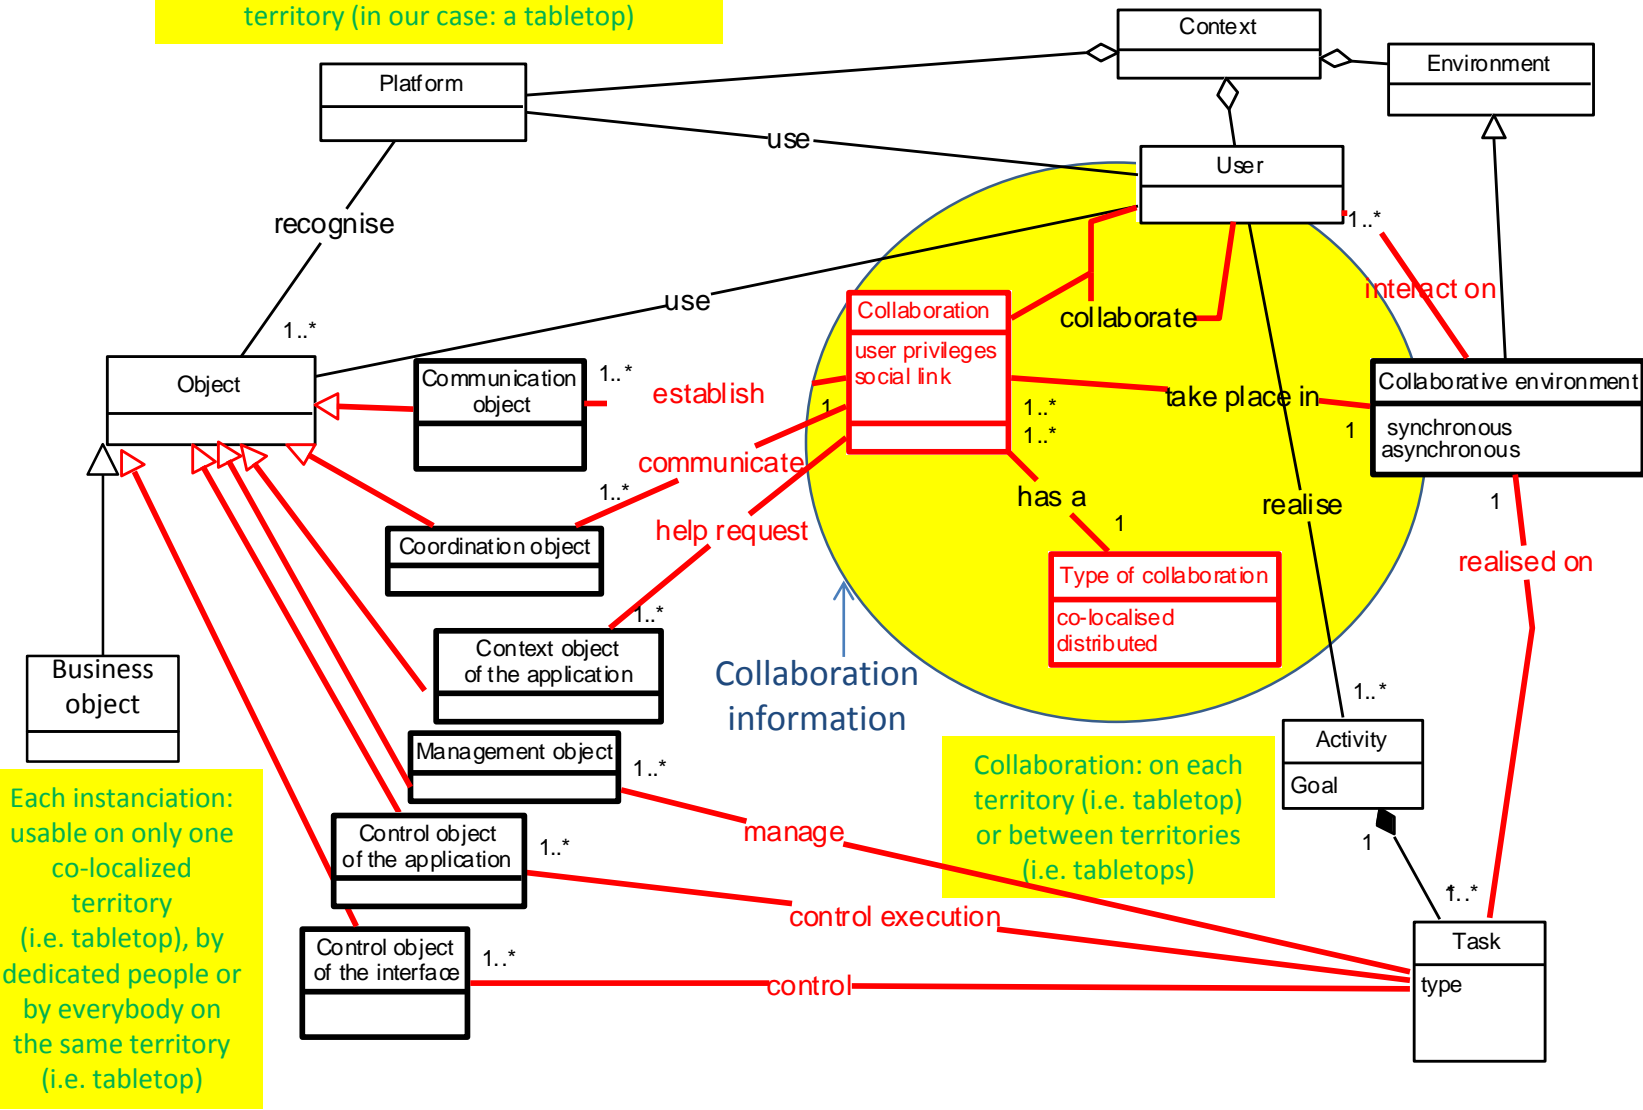 territory (in our case: a tabletop)
Context
Environment
Platform
use
User
recognise
1..*
use
interact on
Collaboration
user privileges
social link
collaborate
1..*
Object
Communication
object
1..*
establish
1
take place in
1..*
1..*
1
Collaborative environment
synchronous
asynchronous
communicate
1..*
has a
1
realise
1
help request
Coordination object
realised on
Type of collaboration
co-localised
distributed
1..*
Context object
of the application
Business
object
Collaboration
information
1..*
Activity
Goal
Management object
1..*
Collaboration: on each
territory (i.e. tabletop)
or between territories
(i.e. tabletops)
Each instanciation:
usable on only one
co-localized
territory
(i.e. tabletop), by
dedicated people or
by everybody on
the same territory
(i.e. tabletop)
manage
Control object
of the application
1..*
1
1..*
control execution
Control object
of the interface
1..*
control
Task
type